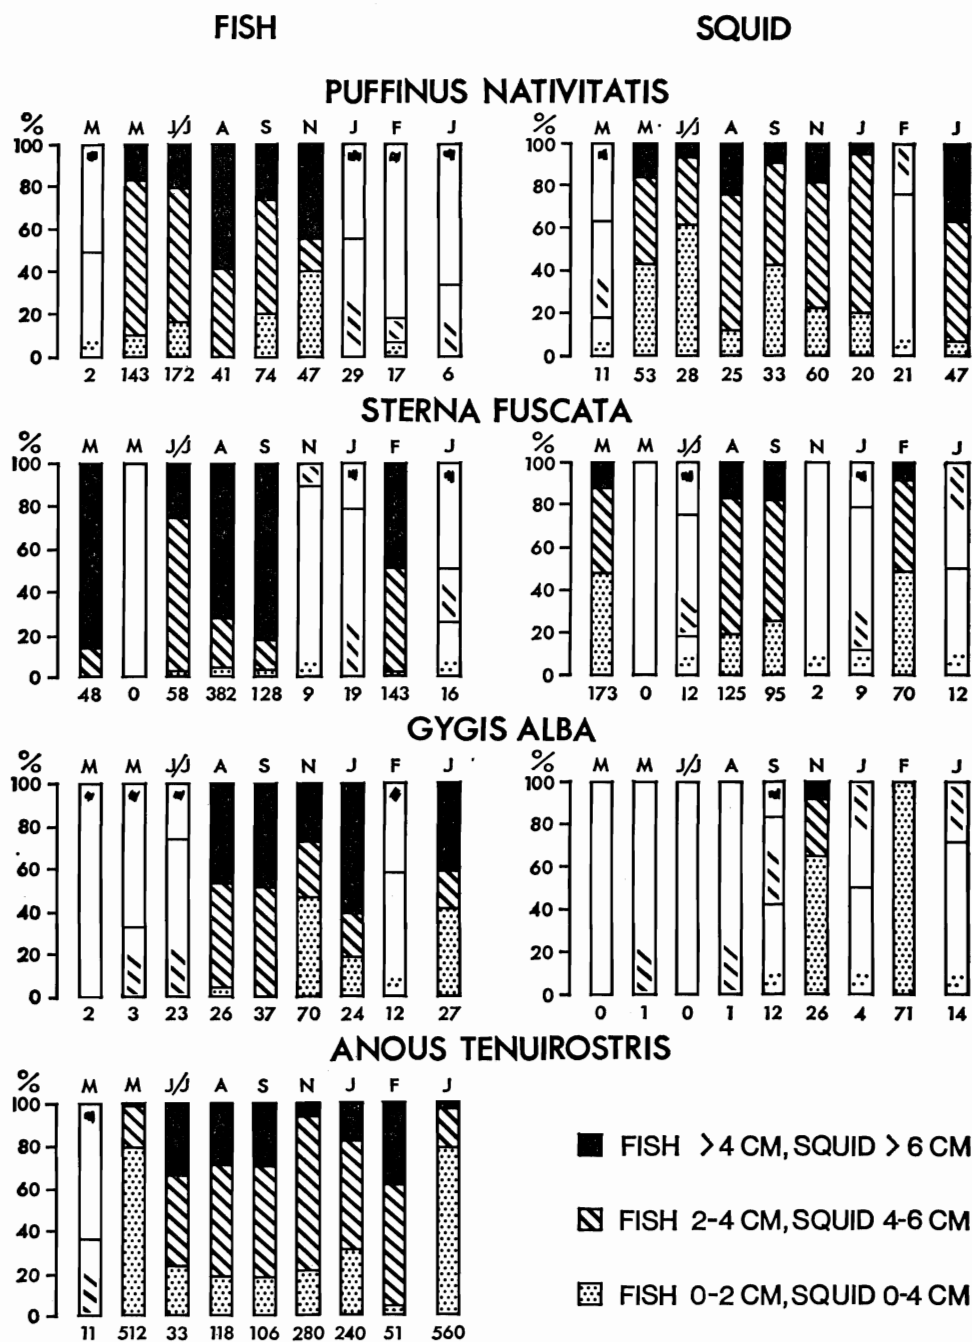 FISH SQUID
PUFFINUS NATIVITATIS
% M M J/J A S N J F J % M M J/J A S N J F J
100 100
80 80
60 60
40 40
20 20
0 0
2 143 172 41 74 47 29 17 6 11 53 28 25 33 60 20 21 47
STERNA FUSCATA
% M M J/J A S N J F J % M M J/J A S N J F J
100 100
80 80
60 60
40 40
20 20
0 0
48 0 58 382 128 9 19 143 16 173 0 12 125 95 2 9 70 12
GYGIS ALBA
% M M J/J A S N J F J % M M J/J A S N J F J
100 100
80 80
60 60
40 40
20 20
0 0
2 3 23 26 37 70 24 12 27 0 1 0 1 12 26 4 71 14
ANOUS TENUIROSTRIS
% M M J/J A S N J F J
100
80 FISH >4 CM, SQUID >6 CM
60
40 FISH 2-4 CM, SQUID 4-6 CM
20
0 FISH 0-2 CM, SQUID 0-4 CM
11 512 33 118 106 280 240 51 560